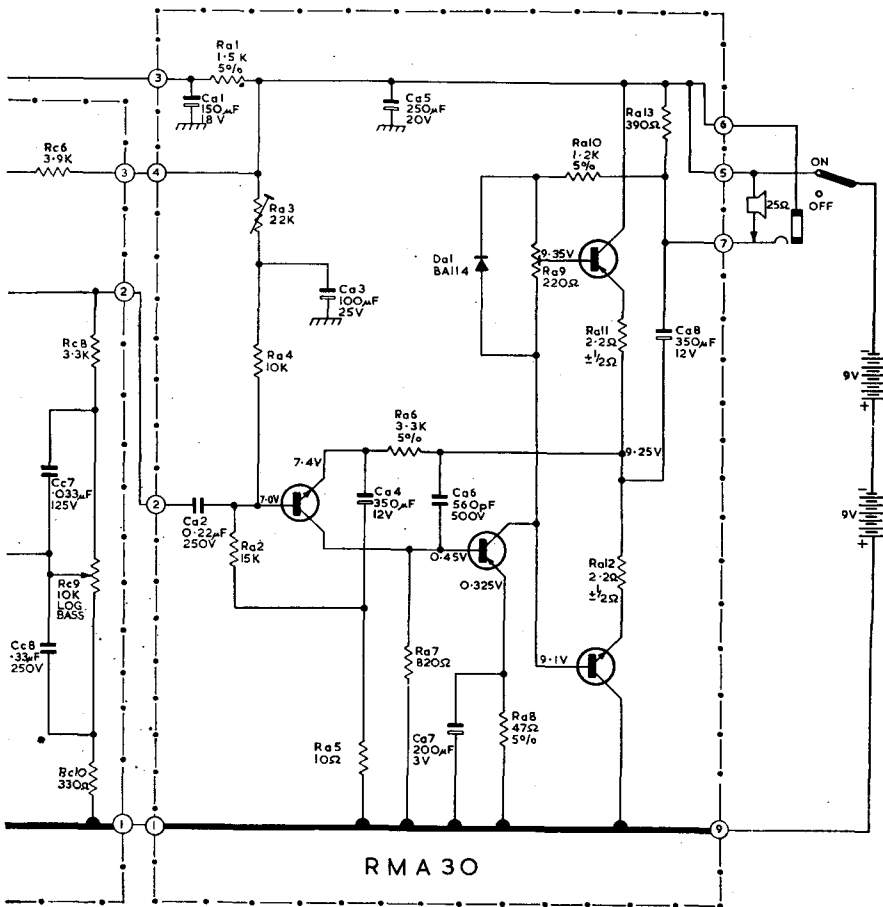 Ra1
1.5K
5%
3
Ca1
150µF
18V
Ca5
250µF
20V
Ra13
390Ω
6
Rc6
3.9K
3
4
Ra10
1.2K
5%
5
ON
OFF
25Ω
Ra3
22K
Da1
BA114
9.35V
Ra9
220Ω
7
2
Ca3
100µF
25V
Rc8
3.3K
Ra4
10K
Ra11
2.2Ω
±½Ω
Ca8
350µF
12V
9V
+
Ra6
3.3K
5%
9.25V
7.4V
Cc7
.033µF
125V
2
7.0V
Ca4
350µF
12V
Ca6
560pF
500V
9V
+
Ca2
0.22µF
250V
Ra2
15K
0.45V
0.325V
Ra12
2.2Ω
±½Ω
Rc9
10K
LOG
BASS
Cc8
.33µF
250V
Ra7
820Ω
9.1V
Ra5
10Ω
Ca7
200µF
3V
Ra8
47Ω
5%
Rc10
330Ω
1
1
9
RMA30